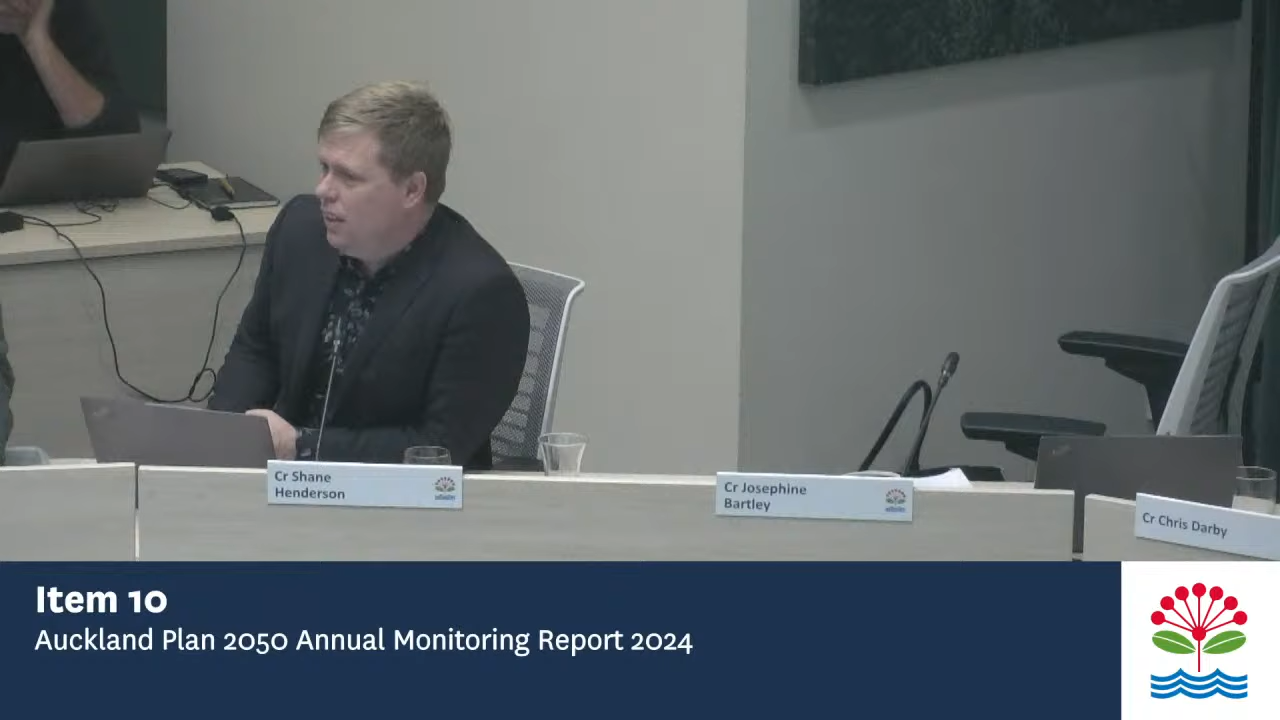 Cr Shane
Henderson
Cr Josephine
Bartley
Cr Chris Darby
Item 10
Auckland Plan 2050 Annual Monitoring Report 2024